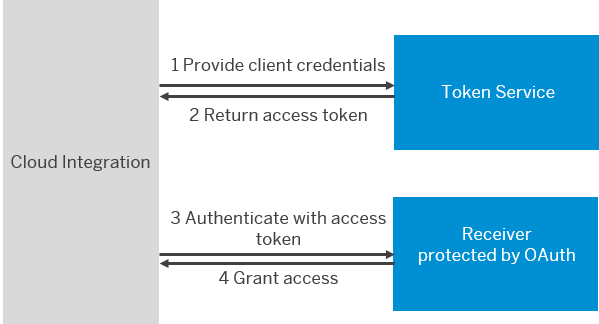 1 Provide client credentials
Token Service
2 Return access token
Cloud Integration
3 Authenticate with access
token
Receiver
protected by OAuth
4 Grant access